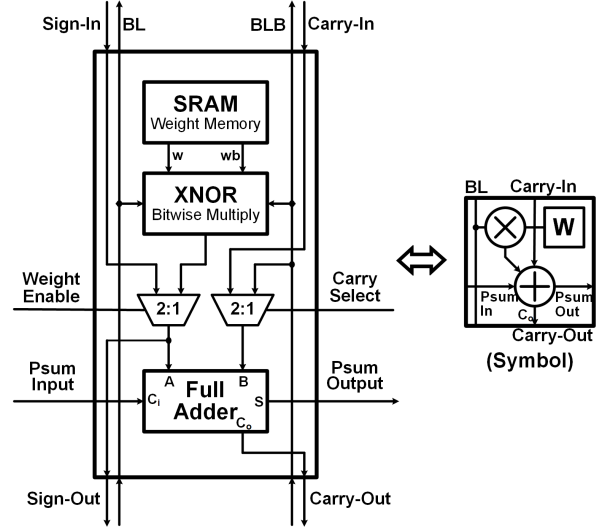 Sign-In BL BLB Carry-In
SRAM
Weight Memory
w wb
XNOR
Bitwise Multiply
Weight
Enable
2:1 2:1
Carry
Select
Psum
Input
A B
Ci Full
Adder
S
Co
Psum
Output
Sign-Out BLB Carry-Out
BL Carry-In
W
Psum
In
Psum
Out
Co
Carry-Out
(Symbol)